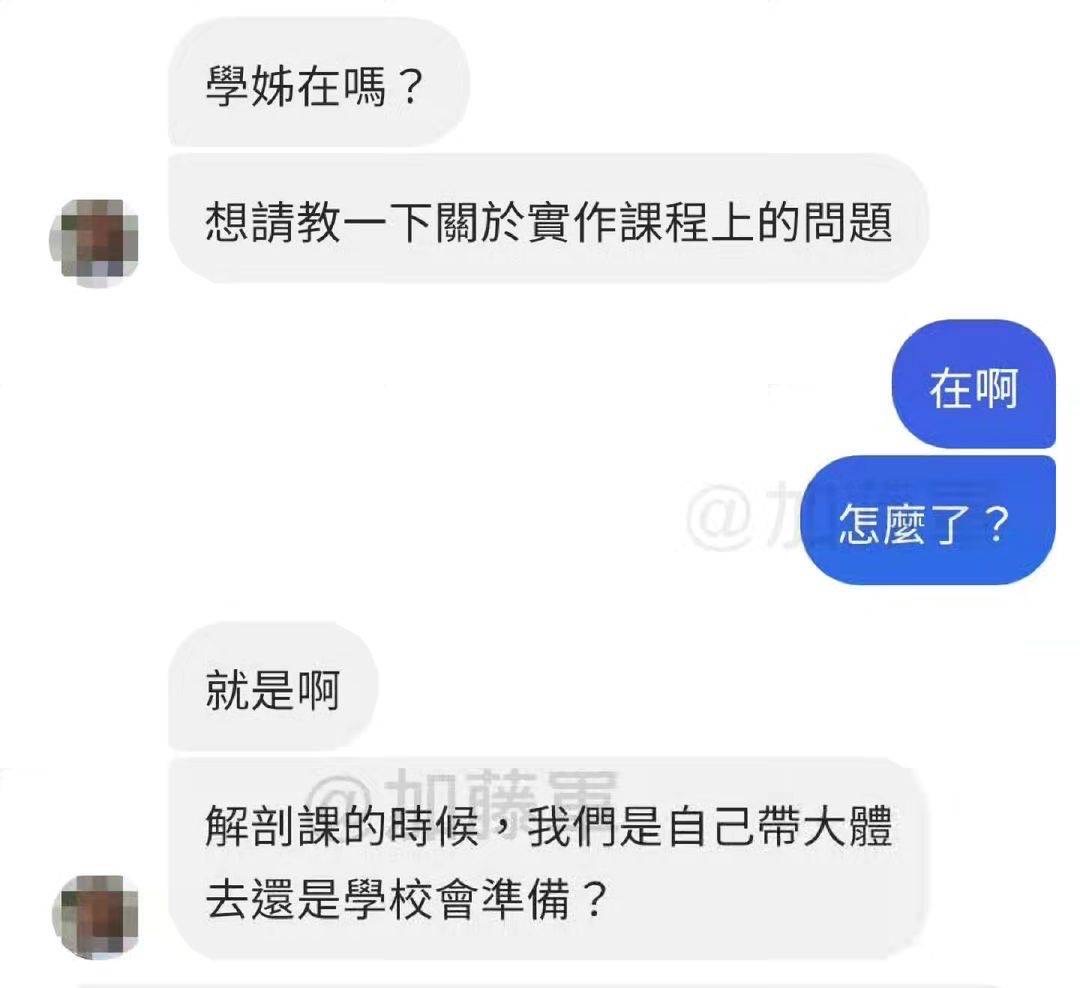 學姊在嗎？
想請教一下關於實作課程上的問題
在啊
@加藤軍
怎麼了？
就是啊
@加藤軍
解剖課的時候，我們是自己帶大體
去還是學校會準備？